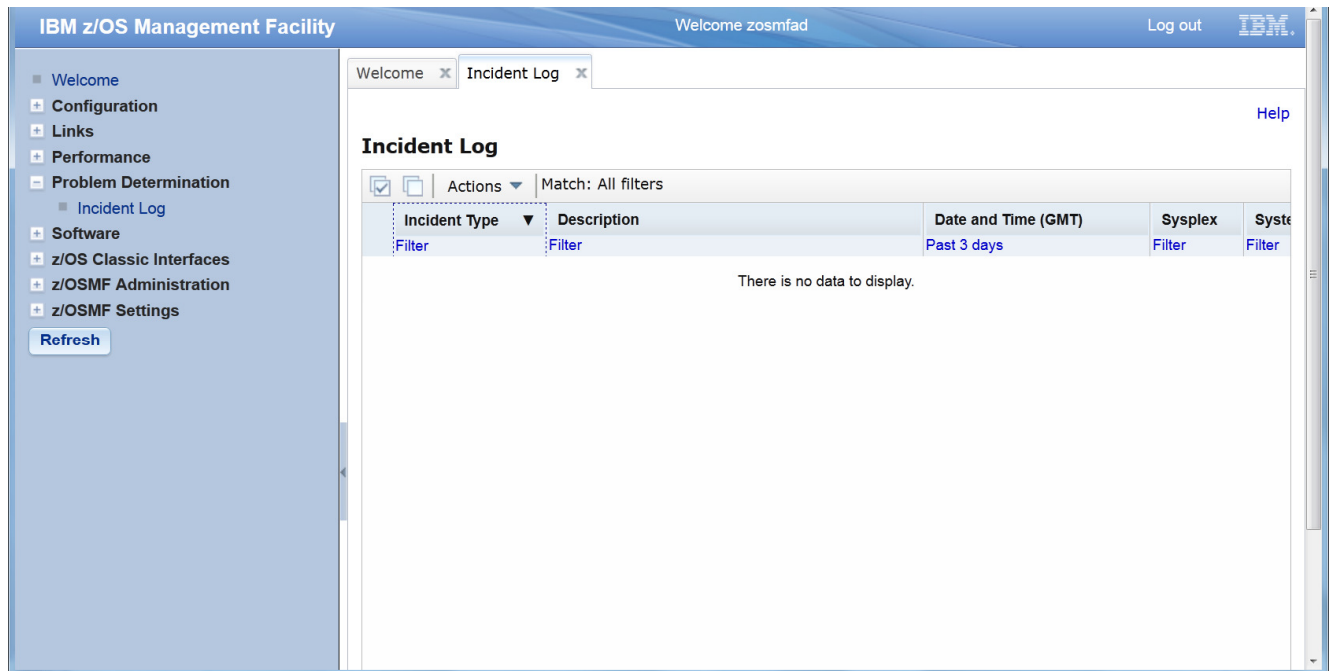 IBM z/OS Management Facility
Welcome zosmfad
Log out
IBM.
Welcome
Configuration
Links
Performance
Problem Determination
Incident Log
Software
z/OS Classic Interfaces
z/OSMF Administration
z/OSMF Settings
Refresh
Welcome
Incident Log
Help
Incident Log
Actions
Match: All filters
Incident Type
Description
Date and Time (GMT)
Sysplex
Syste
Filter
Filter
Past 3 days
Filter
Filter
There is no data to display.